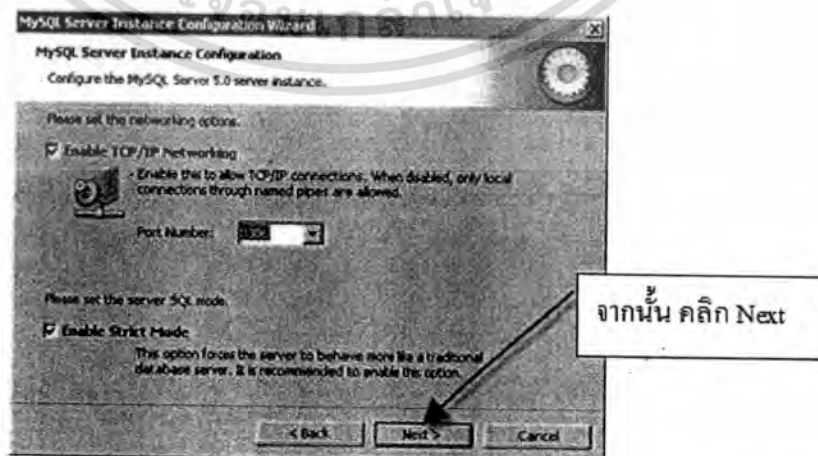 MySQL Server Instance Configuration Wizard
MySQL Server Instance Configuration
Configure the MySQL Server 5.0 server instance.
Please set the networking options.
Enable TCP/IP Networking
Enable this to allow TCP/IP connections. When disabled, only local
connections through named pipes are allowed.
Port Number:
Please set the server SQL mode.
Enable Strict Mode
This option forces the server to behave more like a traditional
database server. It is recommended to enable this option.
จากนั้น คลิก Next
< Back
Next >
Cancel